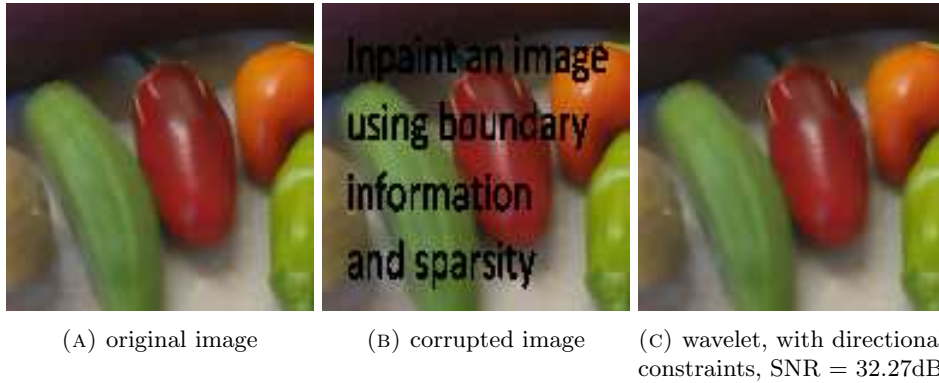 Inpaint an image
using boundary
information
and sparsity
(A) original image
(B) corrupted image
(C) wavelet, with directiona
constraints, SNR = 32.27dB